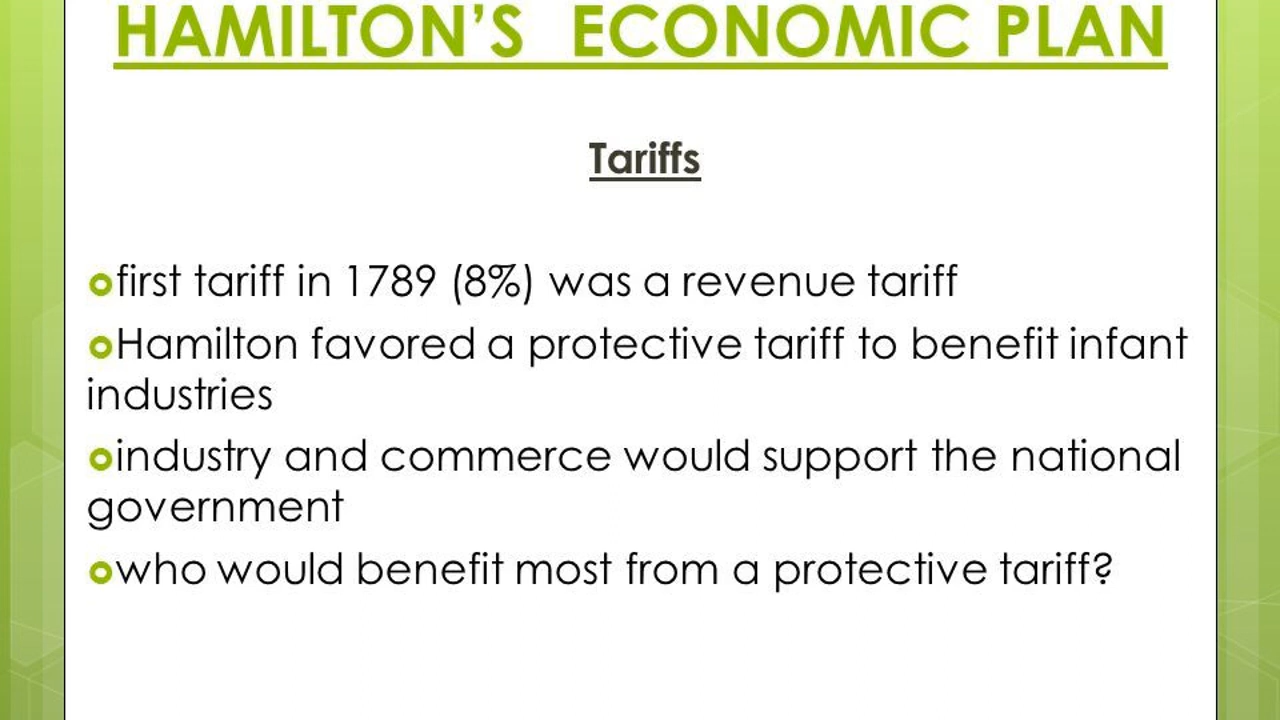 HAMILTON’S  ECONOMIC PLAN
Tariffs
first tariff in 1789 (8%) was a revenue tariff
Hamilton favored a protective tariff to benefit infant
industries
industry and commerce would support the national
government
who would benefit most from a protective tariff?